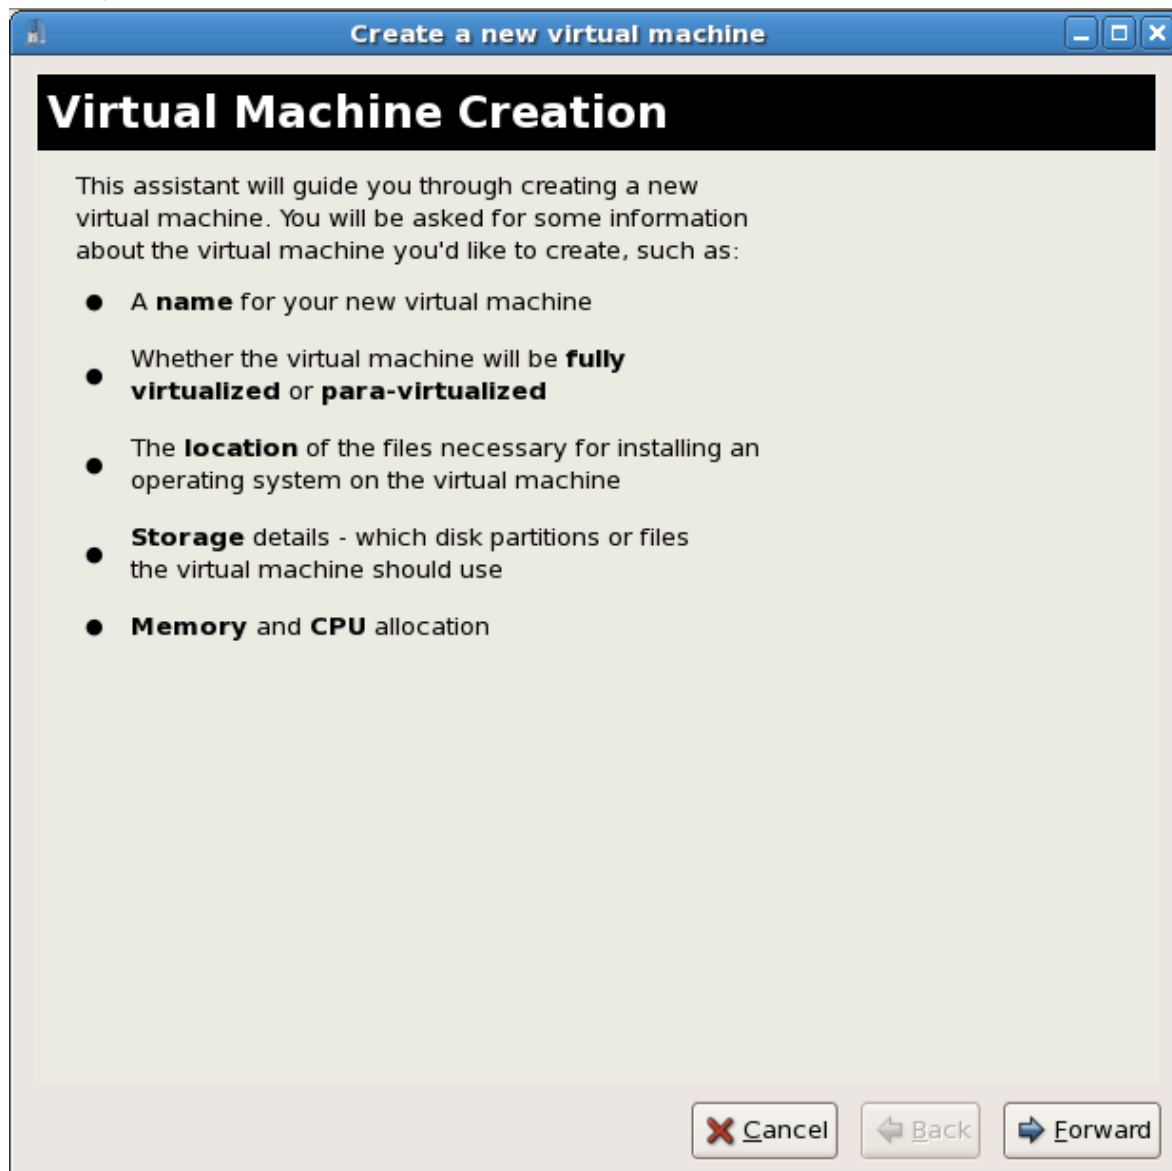 Create a new virtual machine
Virtual Machine Creation
This assistant will guide you through creating a new
virtual machine. You will be asked for some information
about the virtual machine you'd like to create, such as:
● A name for your new virtual machine
● Whether the virtual machine will be fully
virtualized or para-virtualized
● The location of the files necessary for installing an
operating system on the virtual machine
● Storage details - which disk partitions or files
the virtual machine should use
● Memory and CPU allocation
Cancel
Back
Forward